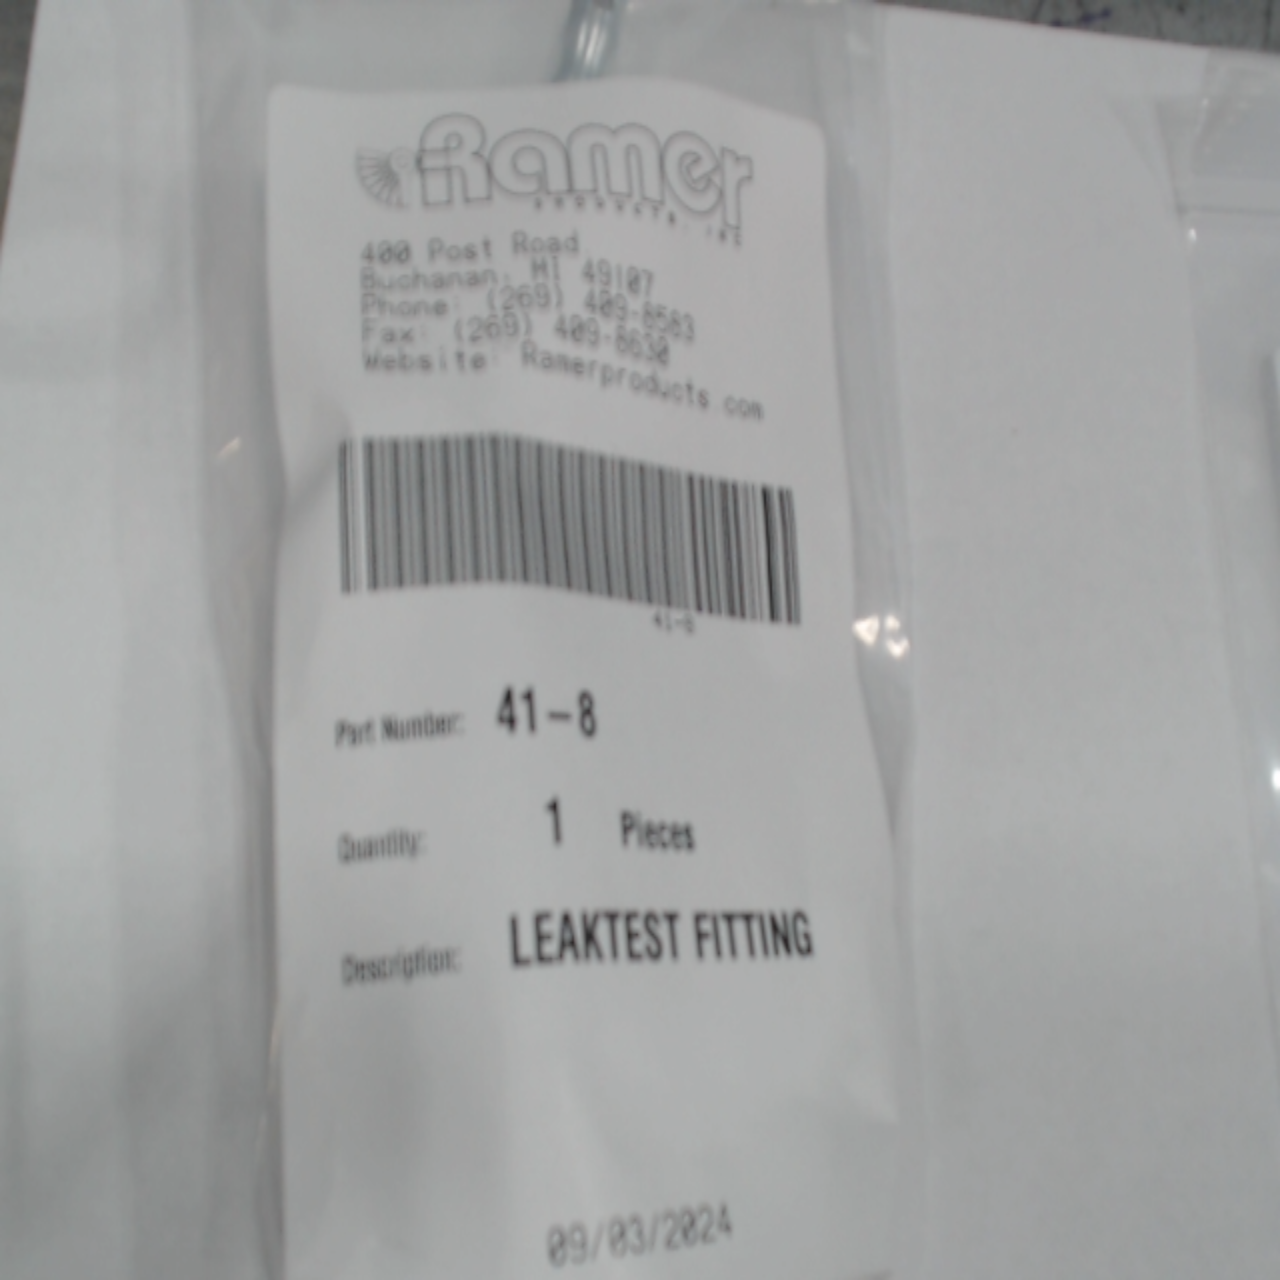 Ramer
PRODUCTS, INC
400 Post Road
Buchanan, MI 49107
Phone: (269) 409-8583
Fax: (269) 409-8630
Website: Ramerproducts.com
41-8
Part Number: 41-8
Quantity: 1 Pieces
Description: LEAKTEST FITTING
09/03/2024